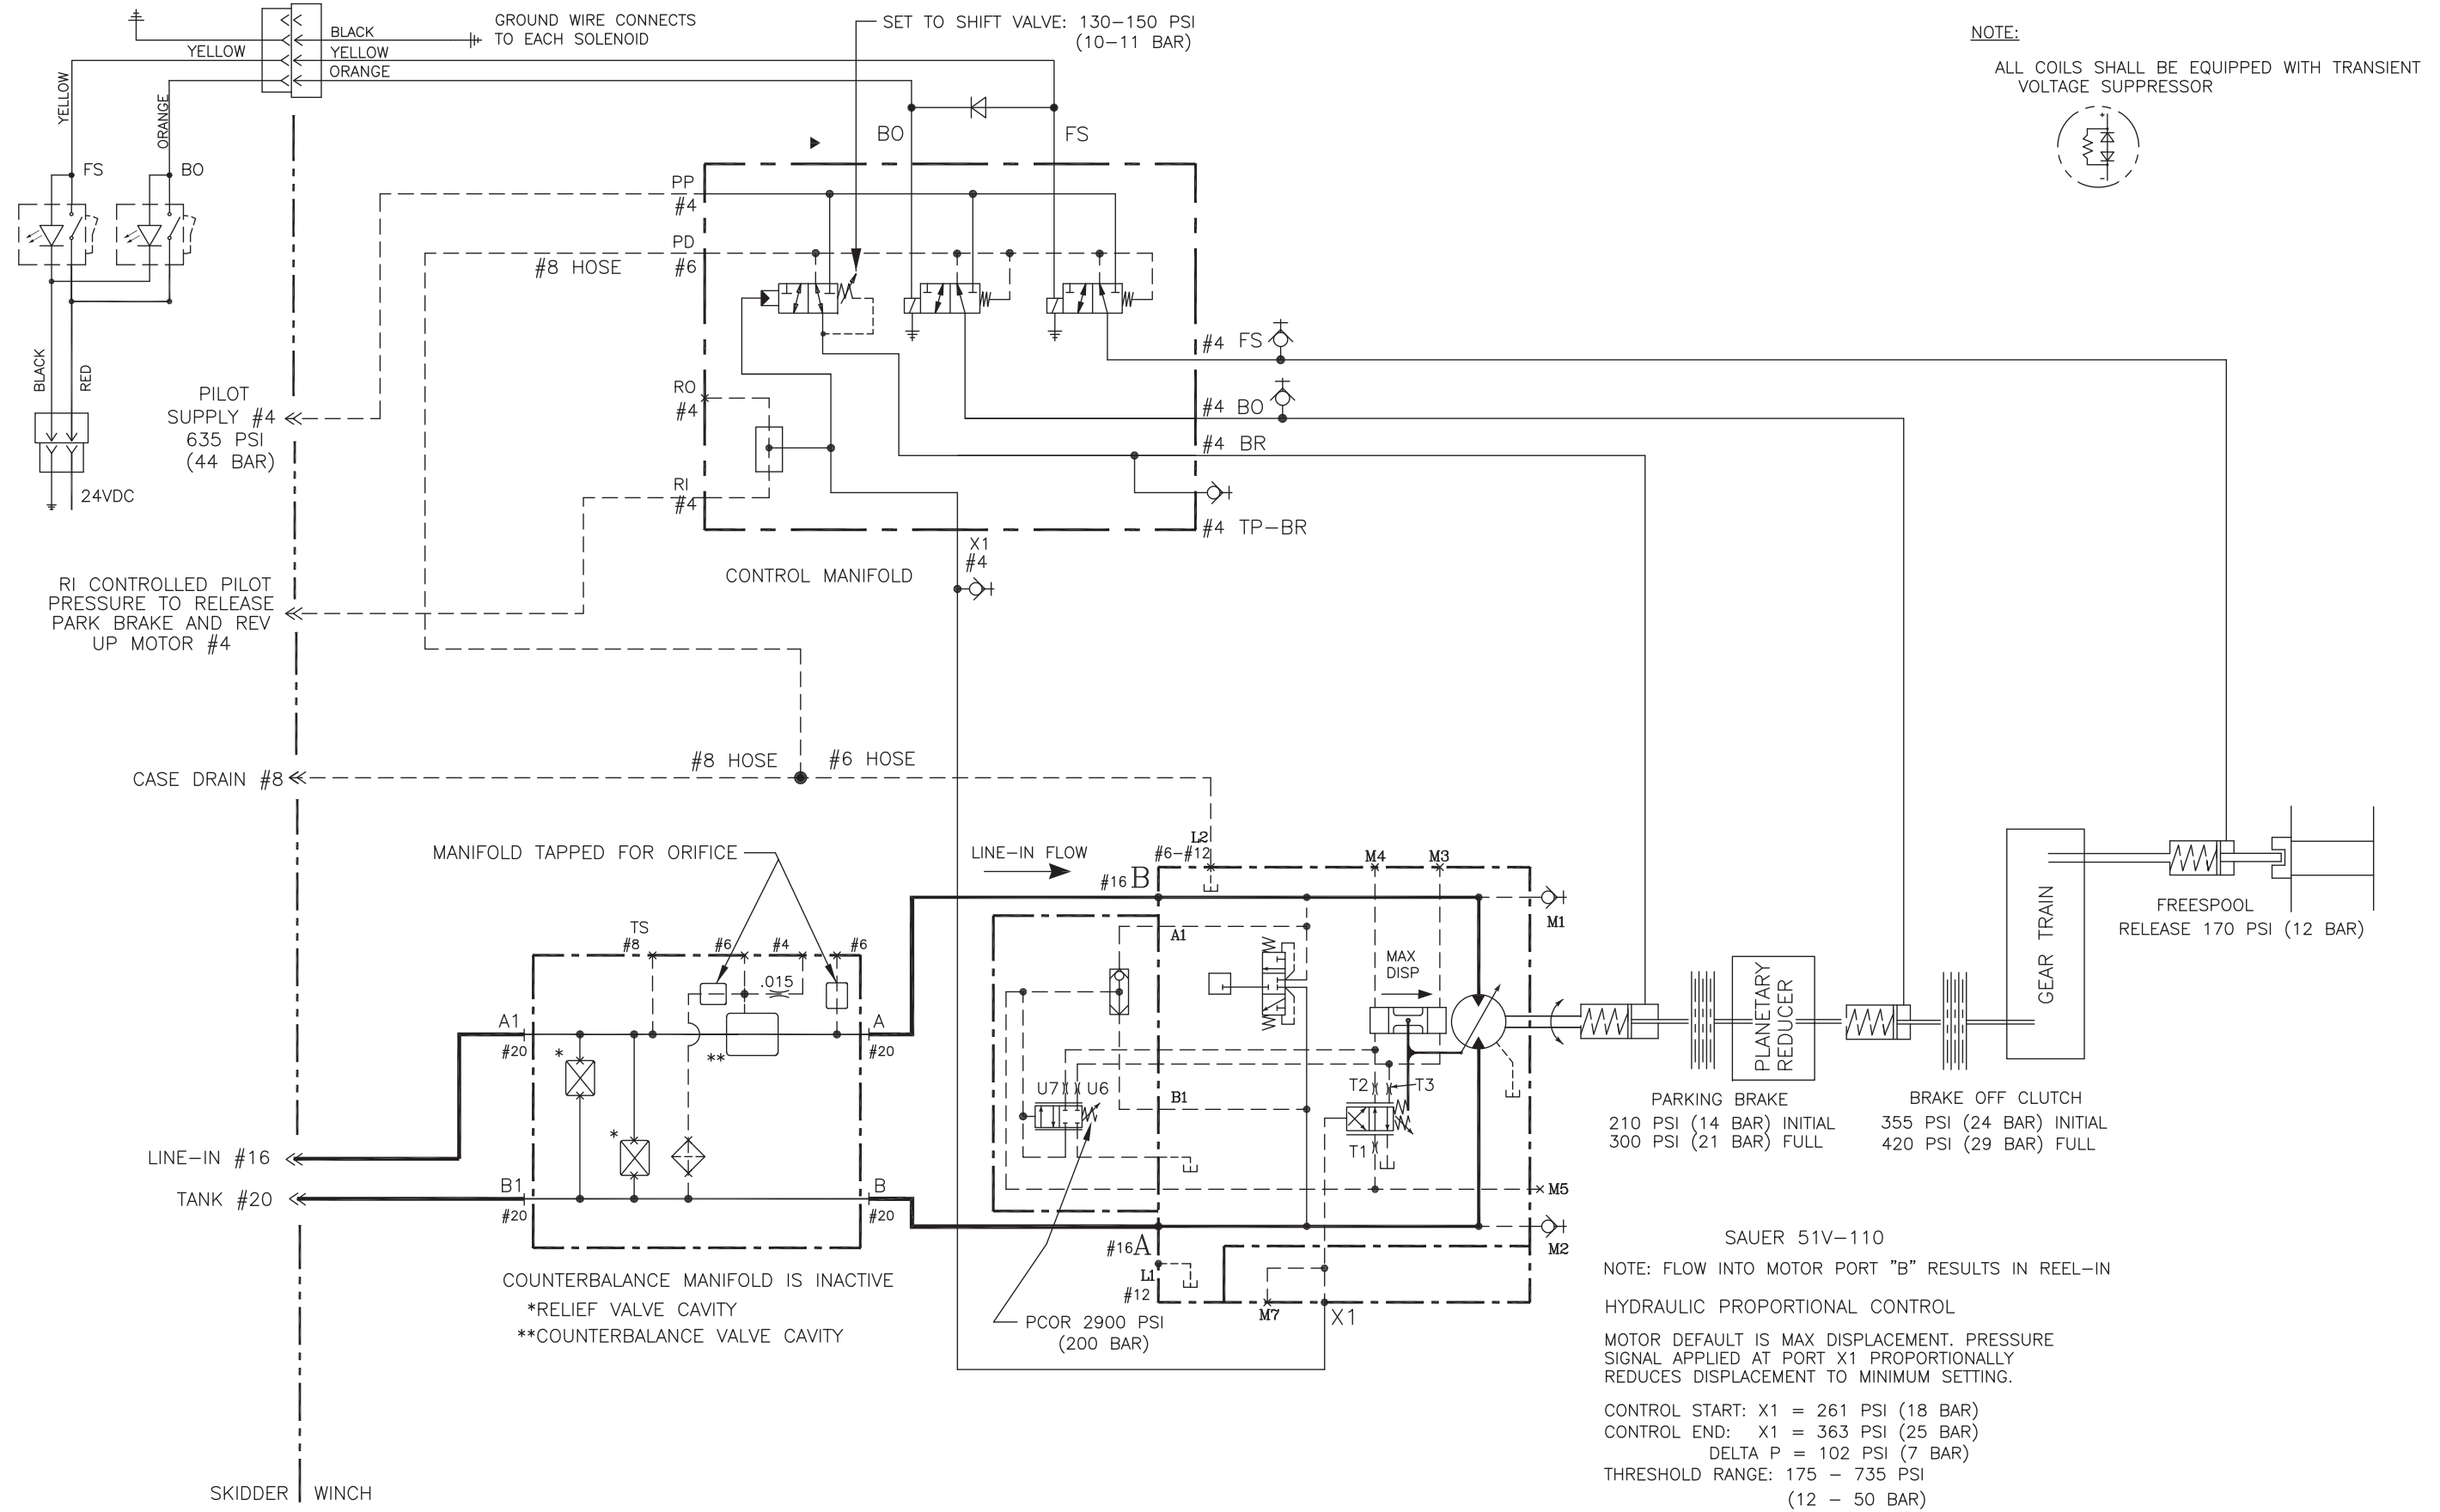 GROUND WIRE CONNECTS
TO EACH SOLENOID
BLACK
YELLOW
YELLOW
ORANGE
YELLOW
ORANGE
FS
BO
BLACK
RED
24VDC
SET TO SHIFT VALVE: 130-150 PSI
(10-11 BAR)
BO
FS
NOTE:
ALL COILS SHALL BE EQUIPPED WITH TRANSIENT
VOLTAGE SUPPRESSOR
+
-
PP
#4
PD
#6
#8 HOSE
RO
#4
RI
#4
PILOT
SUPPLY #4
635 PSI
(44 BAR)
#4 FS
#4 BO
#4 BR
#4 TP-BR
X1
#4
CONTROL MANIFOLD
RI CONTROLLED PILOT
PRESSURE TO RELEASE
PARK BRAKE AND REV
UP MOTOR #4
CASE DRAIN #8
#8 HOSE
#6 HOSE
MANIFOLD TAPPED FOR ORIFICE
LINE-IN FLOW
L2
#6-#12
#16 B
M4
M3
M1
TS
#8
#6
#4
#6
.015
A1
#20
A
#20
*
**
*
B1
#20
B
#20
LINE-IN #16
TANK #20
COUNTERBALANCE MANIFOLD IS INACTIVE
*RELIEF VALVE CAVITY
**COUNTERBALANCE VALVE CAVITY
A1
B1
U7
U6
MAX
DISP
T2
T3
T1
M5
M2
#16 A
L1
#12
M7
X1
PCOR 2900 PSI
(200 BAR)
PARKING BRAKE
210 PSI (14 BAR) INITIAL
300 PSI (21 BAR) FULL
PLANETARY
REDUCER
BRAKE OFF CLUTCH
355 PSI (24 BAR) INITIAL
420 PSI (29 BAR) FULL
GEAR TRAIN
FREESPOOL
RELEASE 170 PSI (12 BAR)
SAUER 51V-110
NOTE: FLOW INTO MOTOR PORT "B" RESULTS IN REEL-IN
HYDRAULIC PROPORTIONAL CONTROL
MOTOR DEFAULT IS MAX DISPLACEMENT. PRESSURE
SIGNAL APPLIED AT PORT X1 PROPORTIONALLY
REDUCES DISPLACEMENT TO MINIMUM SETTING.
CONTROL START: X1 = 261 PSI (18 BAR)
CONTROL END: X1 = 363 PSI (25 BAR)
DELTA P = 102 PSI (7 BAR)
THRESHOLD RANGE: 175 - 735 PSI
(12 - 50 BAR)
SKIDDER
WINCH